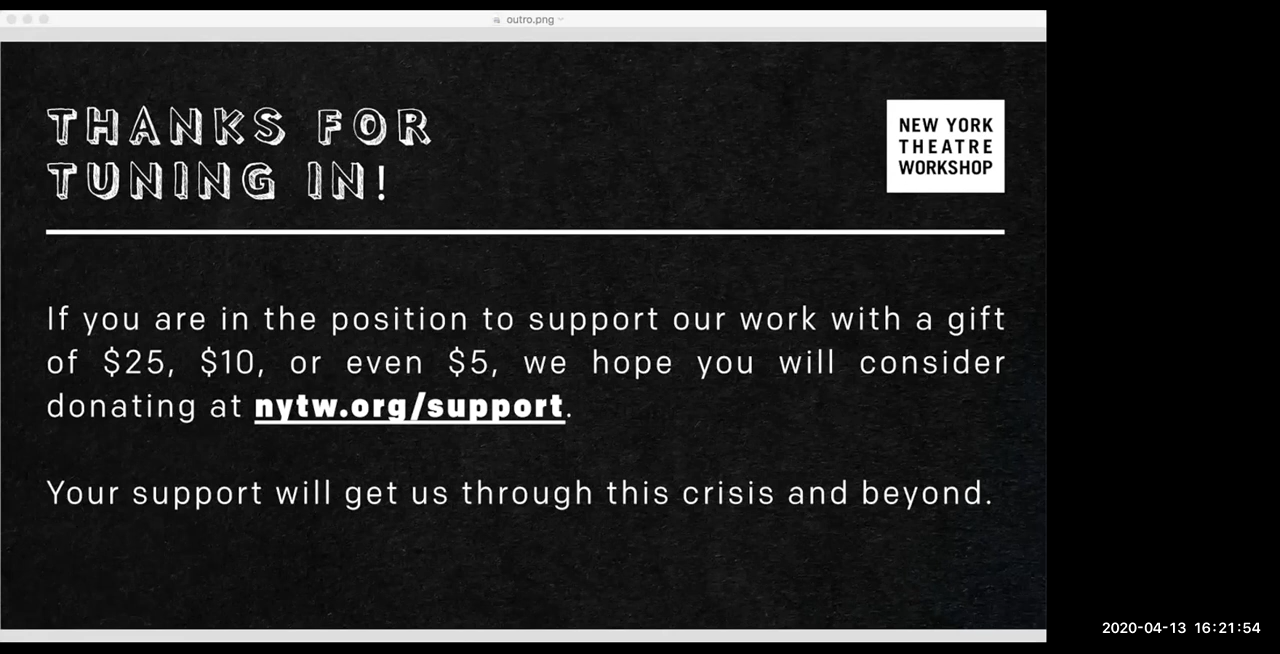 outro.png
THANKS FOR
TUNING IN!
NEW YORK
THEATRE
WORKSHOP
If you are in the position to support our work with a gift
of $25, $10, or even $5, we hope you will consider
donating at nytw.org/support.
Your support will get us through this crisis and beyond.
2020-04-13 16:21:54